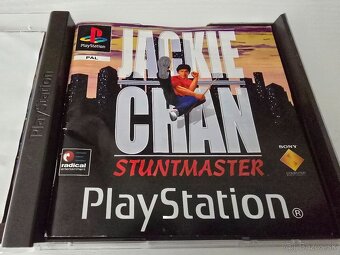 PlayStation
PAL
JACKIE
CHAN
STUNTMASTER
radical
entertainment
SONY
PlayStation®
PlayStation